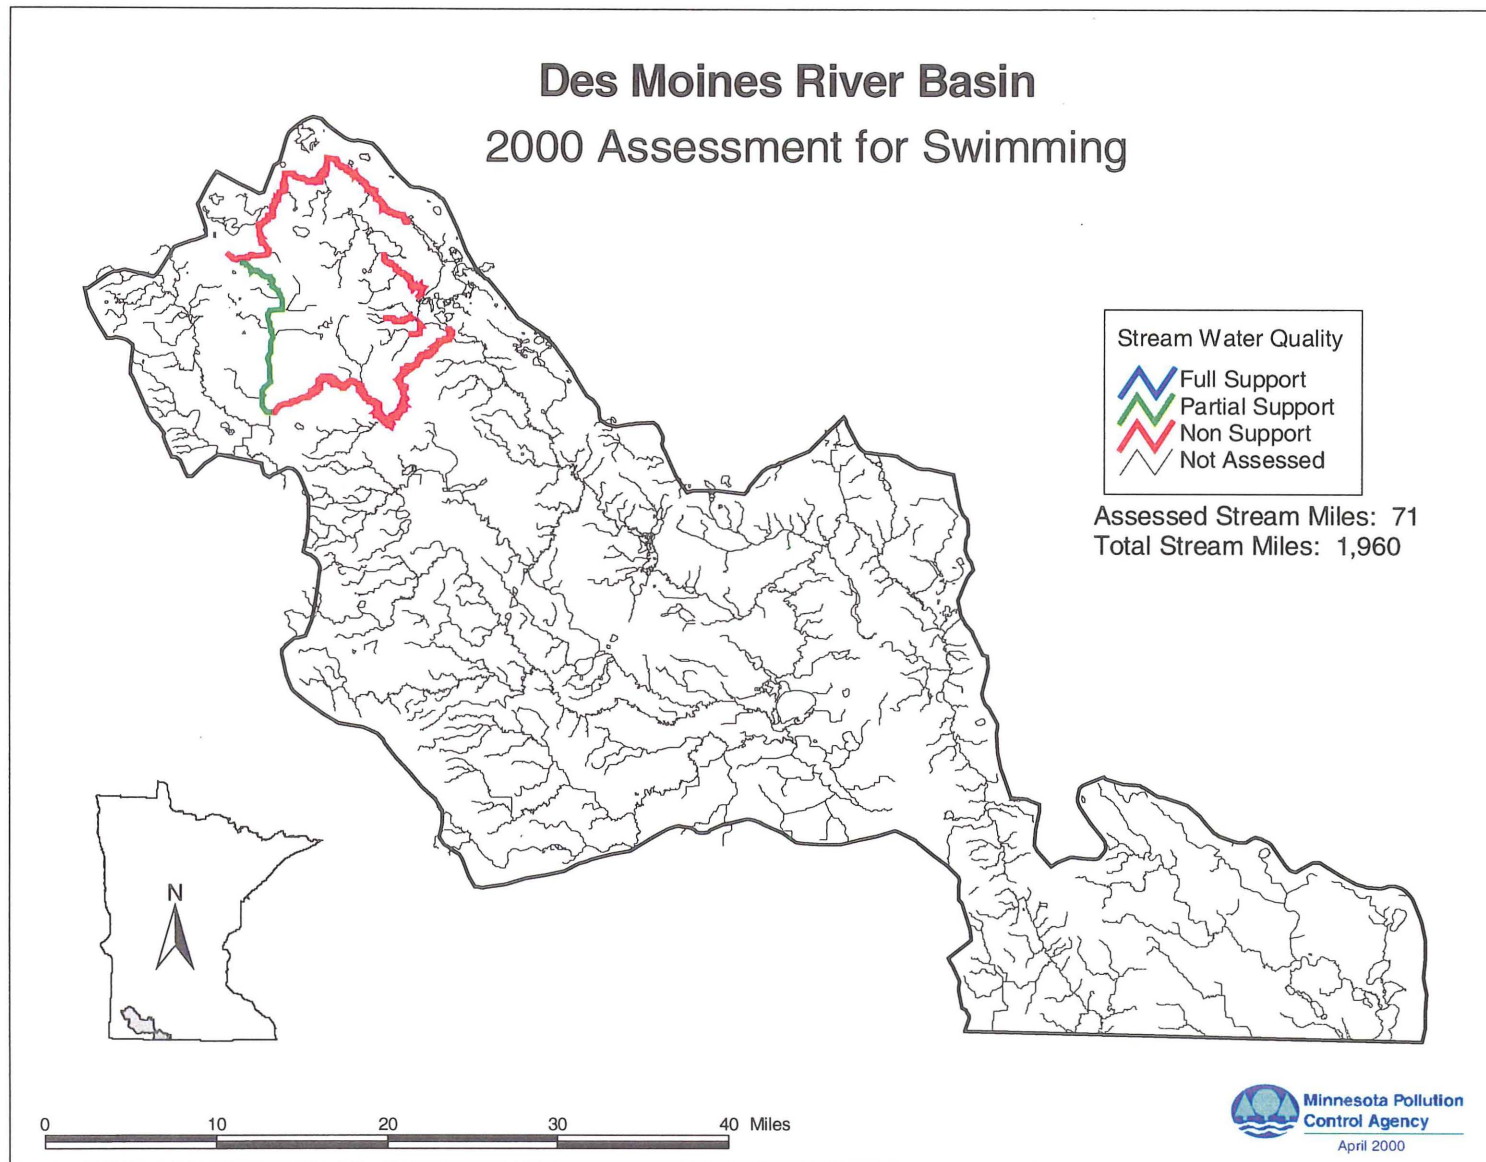 Des Moines River Basin
2000 Assessment for Swimming
Stream Water Quality
Full Support
Partial Support
Non Support
Not Assessed
Assessed Stream Miles: 71
Total Stream Miles: 1,960
N
0 10 20 30 40 Miles
Minnesota Pollution
Control Agency
April 2000